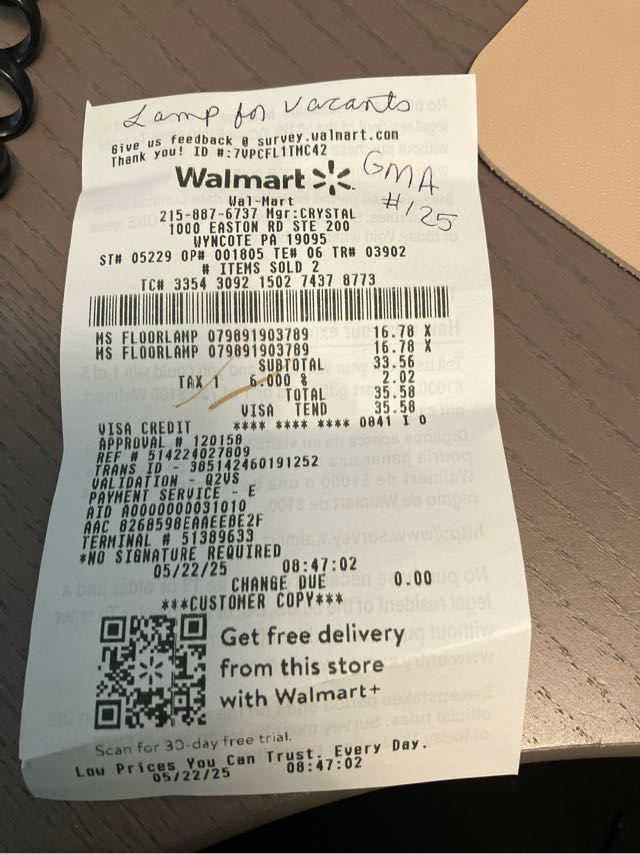 Lamp for vacants
Give us feedback @ survey.walmart.com
Thank you! ID #:7VPCFL1TMC42
GMA
#125
Walmart
Wal-Mart
215-887-6737 Mgr:CRYSTAL
1000 EASTON RD STE 200
WYNCOTE PA 19095
ST# 05229 OP# 001805 TE# 06 TR# 03902
# ITEMS SOLD 2
TC# 3354 3092 1502 7437 8773
MS FLOORLAMP 079891903789 16.78 X
MS FLOORLAMP 079891903789 16.78 X
SUBTOTAL 33.56
TAX 1 6.000 % 2.02
TOTAL 35.58
VISA TEND 35.58
VISA CREDIT **** **** **** 0841 I 0
APPROVAL # 120158
REF # 514224027809
TRANS ID - 385142460191252
VALIDATION - Q2VS
PAYMENT SERVICE - E
AID A0000000031010
AAC 8268598EAAEEBE2F
TERMINAL # 51389633
*NO SIGNATURE REQUIRED
05/22/25 08:47:02
CHANGE DUE 0.00
***CUSTOMER COPY***
Get free delivery
from this store
with Walmart+
Scan for 30-day free trial.
Low Prices You Can Trust. Every Day.
05/22/25 08:47:02